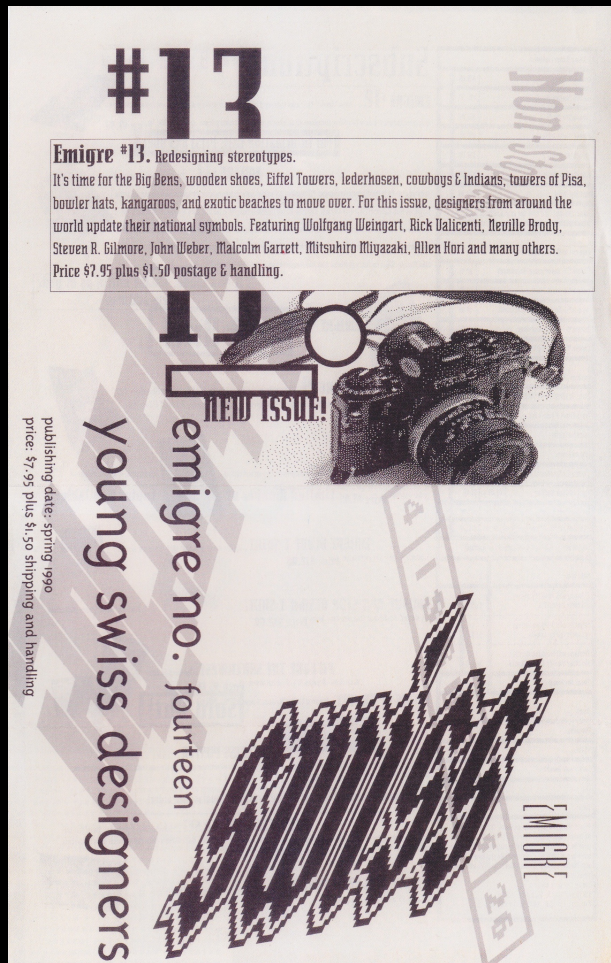 #13
Emigre #13. Redesigning stereotypes.
It's time for the Big Bens, wooden shoes, Eiffel Towers, lederhosen, cowboys & Indians, towers of Pisa,
bowler hats, kangaroos, and exotic beaches to move over. For this issue, designers from around the
world update their national symbols. Featuring Wolfgang Weingart, Rick Valicenti, Neville Brody,
Steven R. Gilmore, John Weber, Malcolm Garrett, Mitsuhiro Miyazaki, Allen Hori and many others.
Price $7.95 plus $1.50 postage & handling.
13
NEW ISSUE!
emigre no. fourteen
young swiss designers
publishing date: spring 1990
price: $7.95 plus $1.50 shipping and handling
swiss
EMIGRE